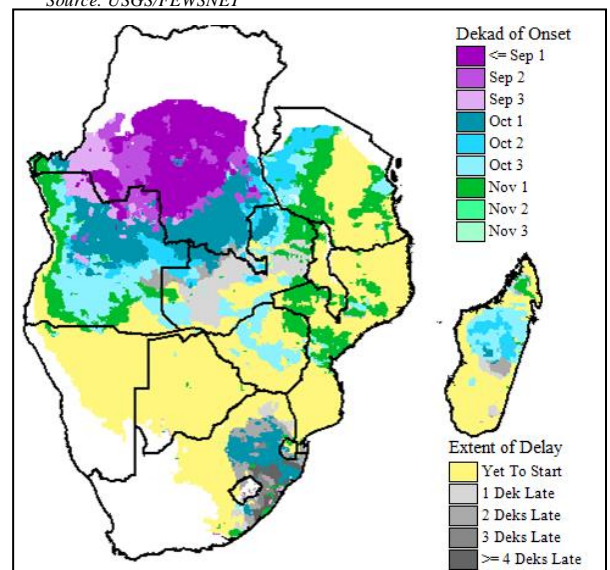 Source: USGS/FEWSNET
Dekad of Onset
<= Sep 1
Sep 2
Sep 3
Oct 1
Oct 2
Oct 3
Nov 1
Nov 2
Nov 3
Extent of Delay
Yet To Start
1 Dek Late
2 Deks Late
3 Deks Late
>= 4 Deks Late